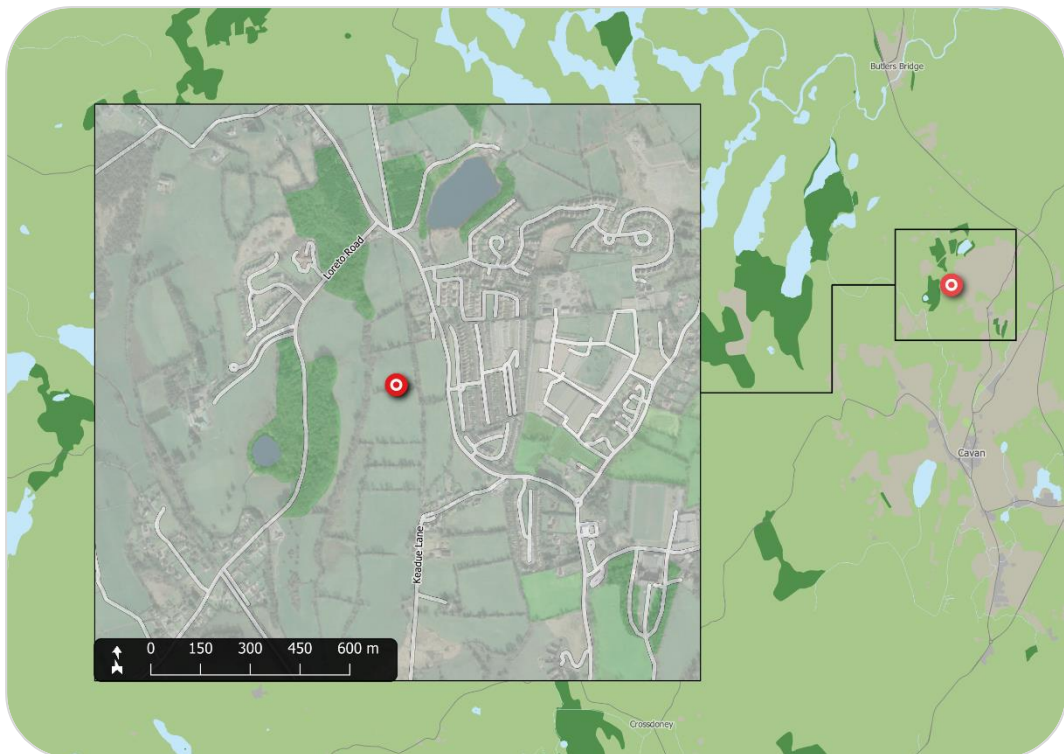 Butlers Bridge
Loreto Road
Cavan
Keadue Lane
0 150 300 450 600 m
Crossdoney